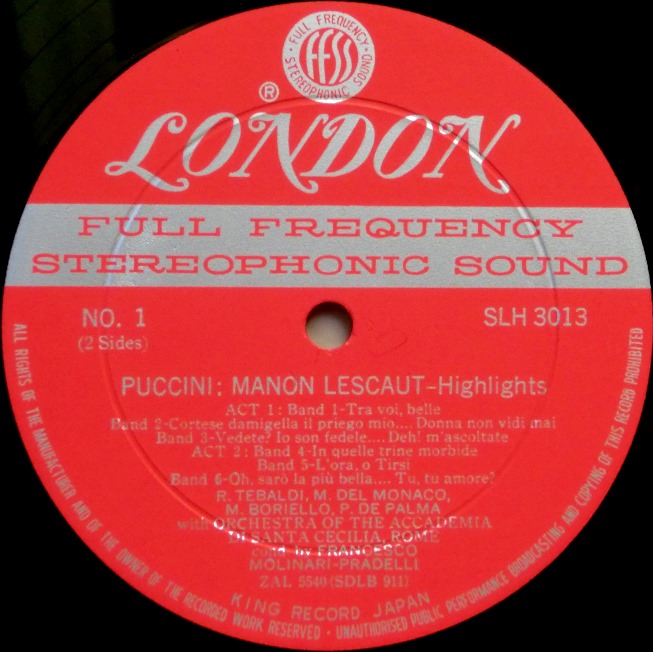 FULL FREQUENCY · STEREOPHONIC SOUND ·
FFSS
®
LONDON
FULL FREQUENCY
STEREOPHONIC SOUND
NO. 1
(2 Sides)
SLH 3013
PUCCINI; MANON LESCAUT-Highlights
ACT 1: Band 1-Tra voi, belle
Band 2-Cortese damigella il priego mio.... Donna non vidi mai
Band 3-Vedete? Io son fedele.... Deh! m'ascoltate
ACT 2: Band 4-In quelle trine morbide
Band 5-L'ora, o Tirsi
Band 6-Oh, sarò la più bella.... Tu, tu amore?
R. TEBALDI, M. DEL MONACO,
M. BORIELLO, P. DE PALMA
with ORCHESTRA OF THE ACCADEMIA
DI SANTA CECILIA, ROME
cond. by FRANCESCO
MOLINARI-PRADELLI
ZAL 5540 (SDLB 911)
KING RECORD JAPAN
ALL RIGHTS OF THE MANUFACTURER AND OF THE OWNER OF THE RECORDED WORK RESERVED · UNAUTHORISED PUBLIC PERFORMANCE BROADCASTING AND COPYING OF THIS RECORD PROHIBITED